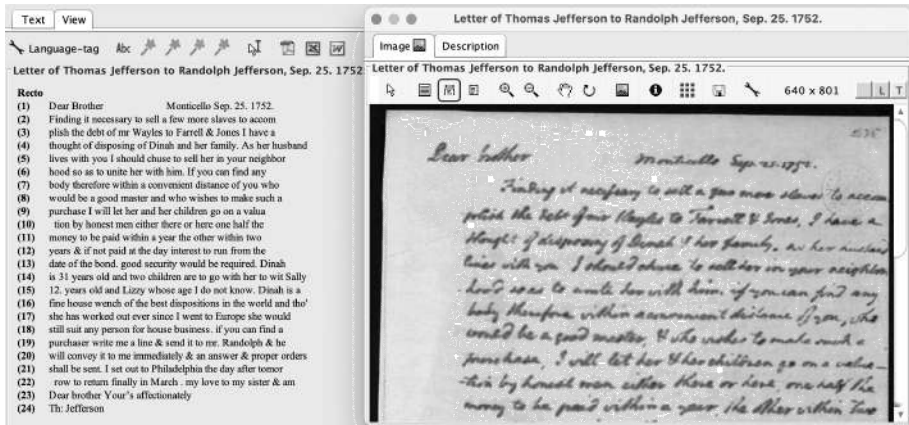 Text View
Language-tag Abc
Letter of Thomas Jefferson to Randolph Jefferson, Sep. 25. 1752
Recto
(1) Dear Brother Monticello Sep. 25. 1752.
(2) Finding it necessary to sell a few more slaves to accom
(3) plish the debt of mr Wayles to Farrell & Jones I have a
(4) thought of disposing of Dinah and her family. As her husband
(5) lives with you I should chuse to sell her in your neighbor
(6) hood so as to unite her with him. If you can find any
(7) body therefore within a convenient distance of you who
(8) would be a good master and who wishes to make such a
(9) purchase I will let her and her children go on a valua
(10) tion by honest men either there or here one half the
(11) money to be paid within a year the other within two
(12) years & if not paid at the day interest to run from the
(13) date of the bond. good security would be required. Dinah
(14) is 31 years old and two children are to go with her to wit Sally
(15) 12. years old and Lizzy whose age I do not know. Dinah is a
(16) fine house wench of the best dispositions in the world and tho'
(17) she has worked out ever since I went to Europe she would
(18) still suit any person for house business. if you can find a
(19) purchaser write me a line & send it to mr. Randolph & he
(20) will convey it to me immediately & an answer & proper orders
(21) shall be sent. I set out to Philadelphia the day after tomor
(22) row to return finally in March . my love to my sister & am
(23) Dear brother Your's affectionately
(24) Th: Jefferson
Letter of Thomas Jefferson to Randolph Jefferson, Sep. 25. 1752.
Image Description
Letter of Thomas Jefferson to Randolph Jefferson, Sep. 25. 1752.
640 x 801 L T
Dear brother Monticello Sep. 25. 1752.
Finding it necessary to sell a few more slaves to accom
plish the debt of mr Wayles to Farrell & Jones, I have a
thought of disposing of Dinah & her family. as her husband
lives with you I should chuse to sell her in your neighbor
hood so as to unite her with him. if you can find any
body therefore within a convenient distance of you, who
would be a good master, & who wishes to make such a
purchase, I will let her & her children go on a valua-
-tion by honest men either there or here, one half the
money to be paid within a year, the other within two